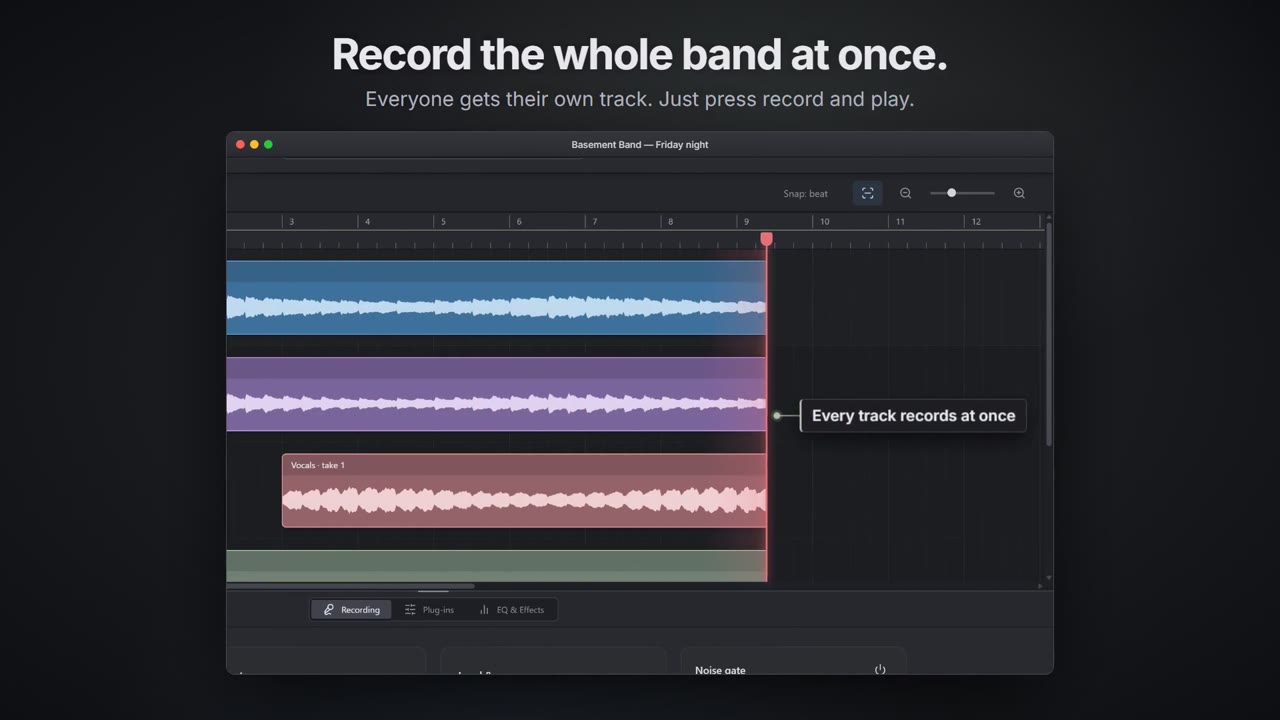 Record the whole band at once.
Everyone gets their own track. Just press record and play.
Basement Band — Friday night
Snap: beat
3 4 5 6 7 8 9 10 11 12
Every track records at once
Vocals · take 1
Recording Plug-ins EQ & Effects
Noise gate